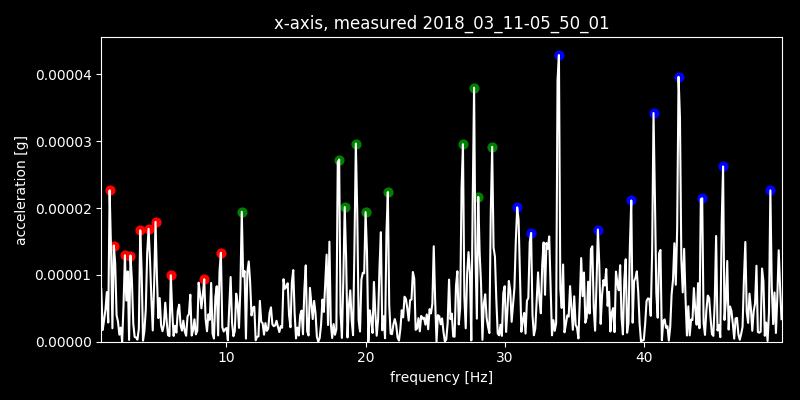 x-axis, measured 2018_03_11-05_50_01
0.00004
0.00003
0.00002
0.00001
0.00000
acceleration [g]
10 20 30 40
frequency [Hz]